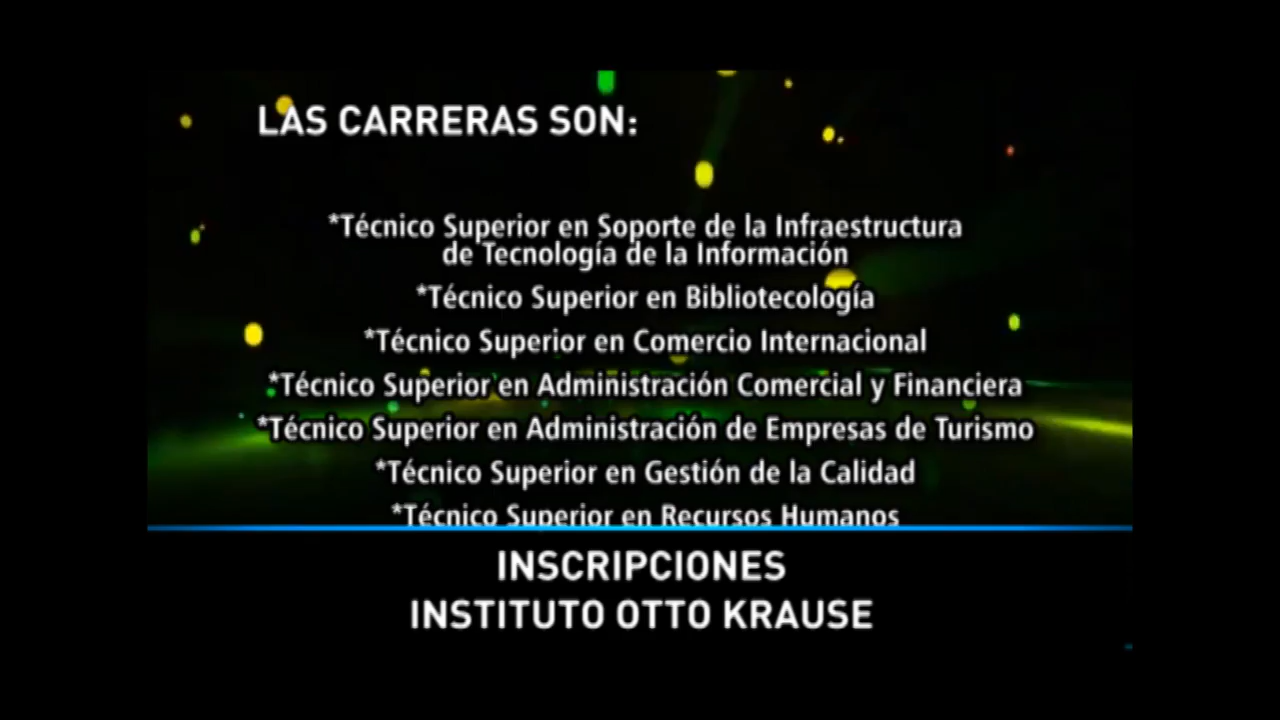 LAS CARRERAS SON:
*Técnico Superior en Soporte de la Infraestructura
de Tecnología de la Información
*Técnico Superior en Bibliotecología
*Técnico Superior en Comercio Internacional
*Técnico Superior en Administración Comercial y Financiera
*Técnico Superior en Administración de Empresas de Turismo
*Técnico Superior en Gestión de la Calidad
*Técnico Superior en Recursos Humanos
INSCRIPCIONES
INSTITUTO OTTO KRAUSE